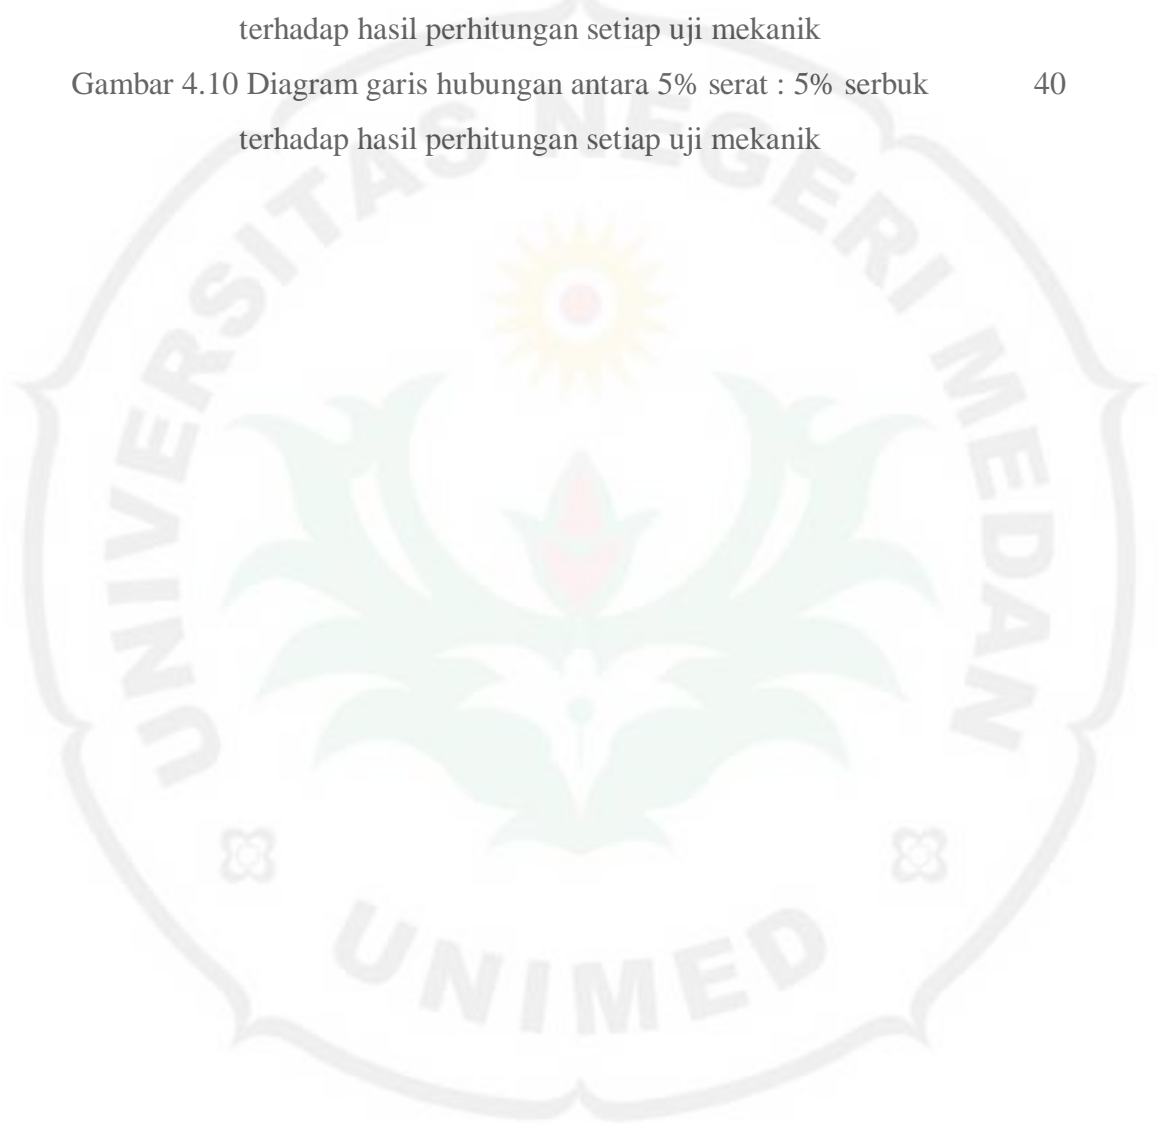 terhadap hasil perhitungan setiap uji mekanik
Gambar 4.10 Diagram garis hubungan antara 5% serat : 5% serbuk 40
terhadap hasil perhitungan setiap uji mekanik
UNIVERSITAS NEGERI MEDAN
UNIMED